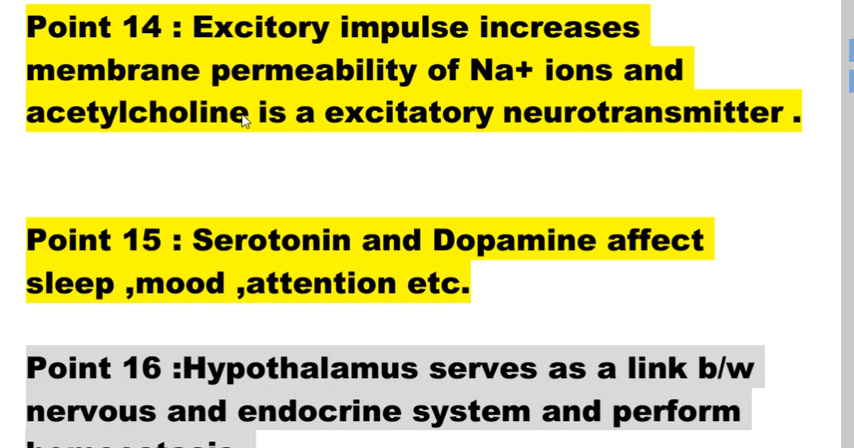 Point 14 : Excitory impulse increases
membrane permeability of Na+ ions and
acetylcholine is a excitatory neurotransmitter .
Point 15 : Serotonin and Dopamine affect
sleep ,mood ,attention etc.
Point 16 :Hypothalamus serves as a link b/w
nervous and endocrine system and perform